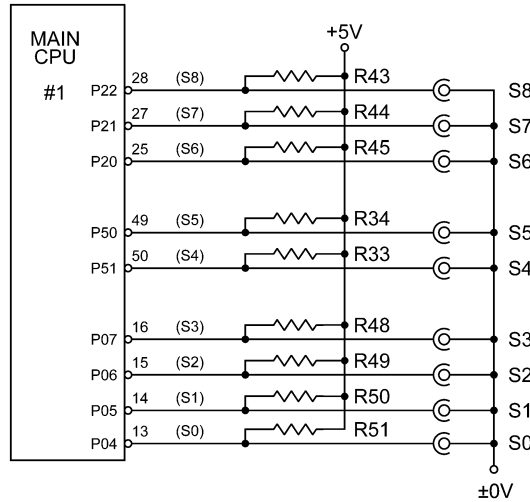 MAIN
CPU
#1
+5V
P22 28 (S8) R43 S8
P21 27 (S7) R44 S7
P20 25 (S6) R45 S6
P50 49 (S5) R34 S5
P51 50 (S4) R33 S4
P07 16 (S3) R48 S3
P06 15 (S2) R49 S2
P05 14 (S1) R50 S1
P04 13 (S0) R51 S0
±0V